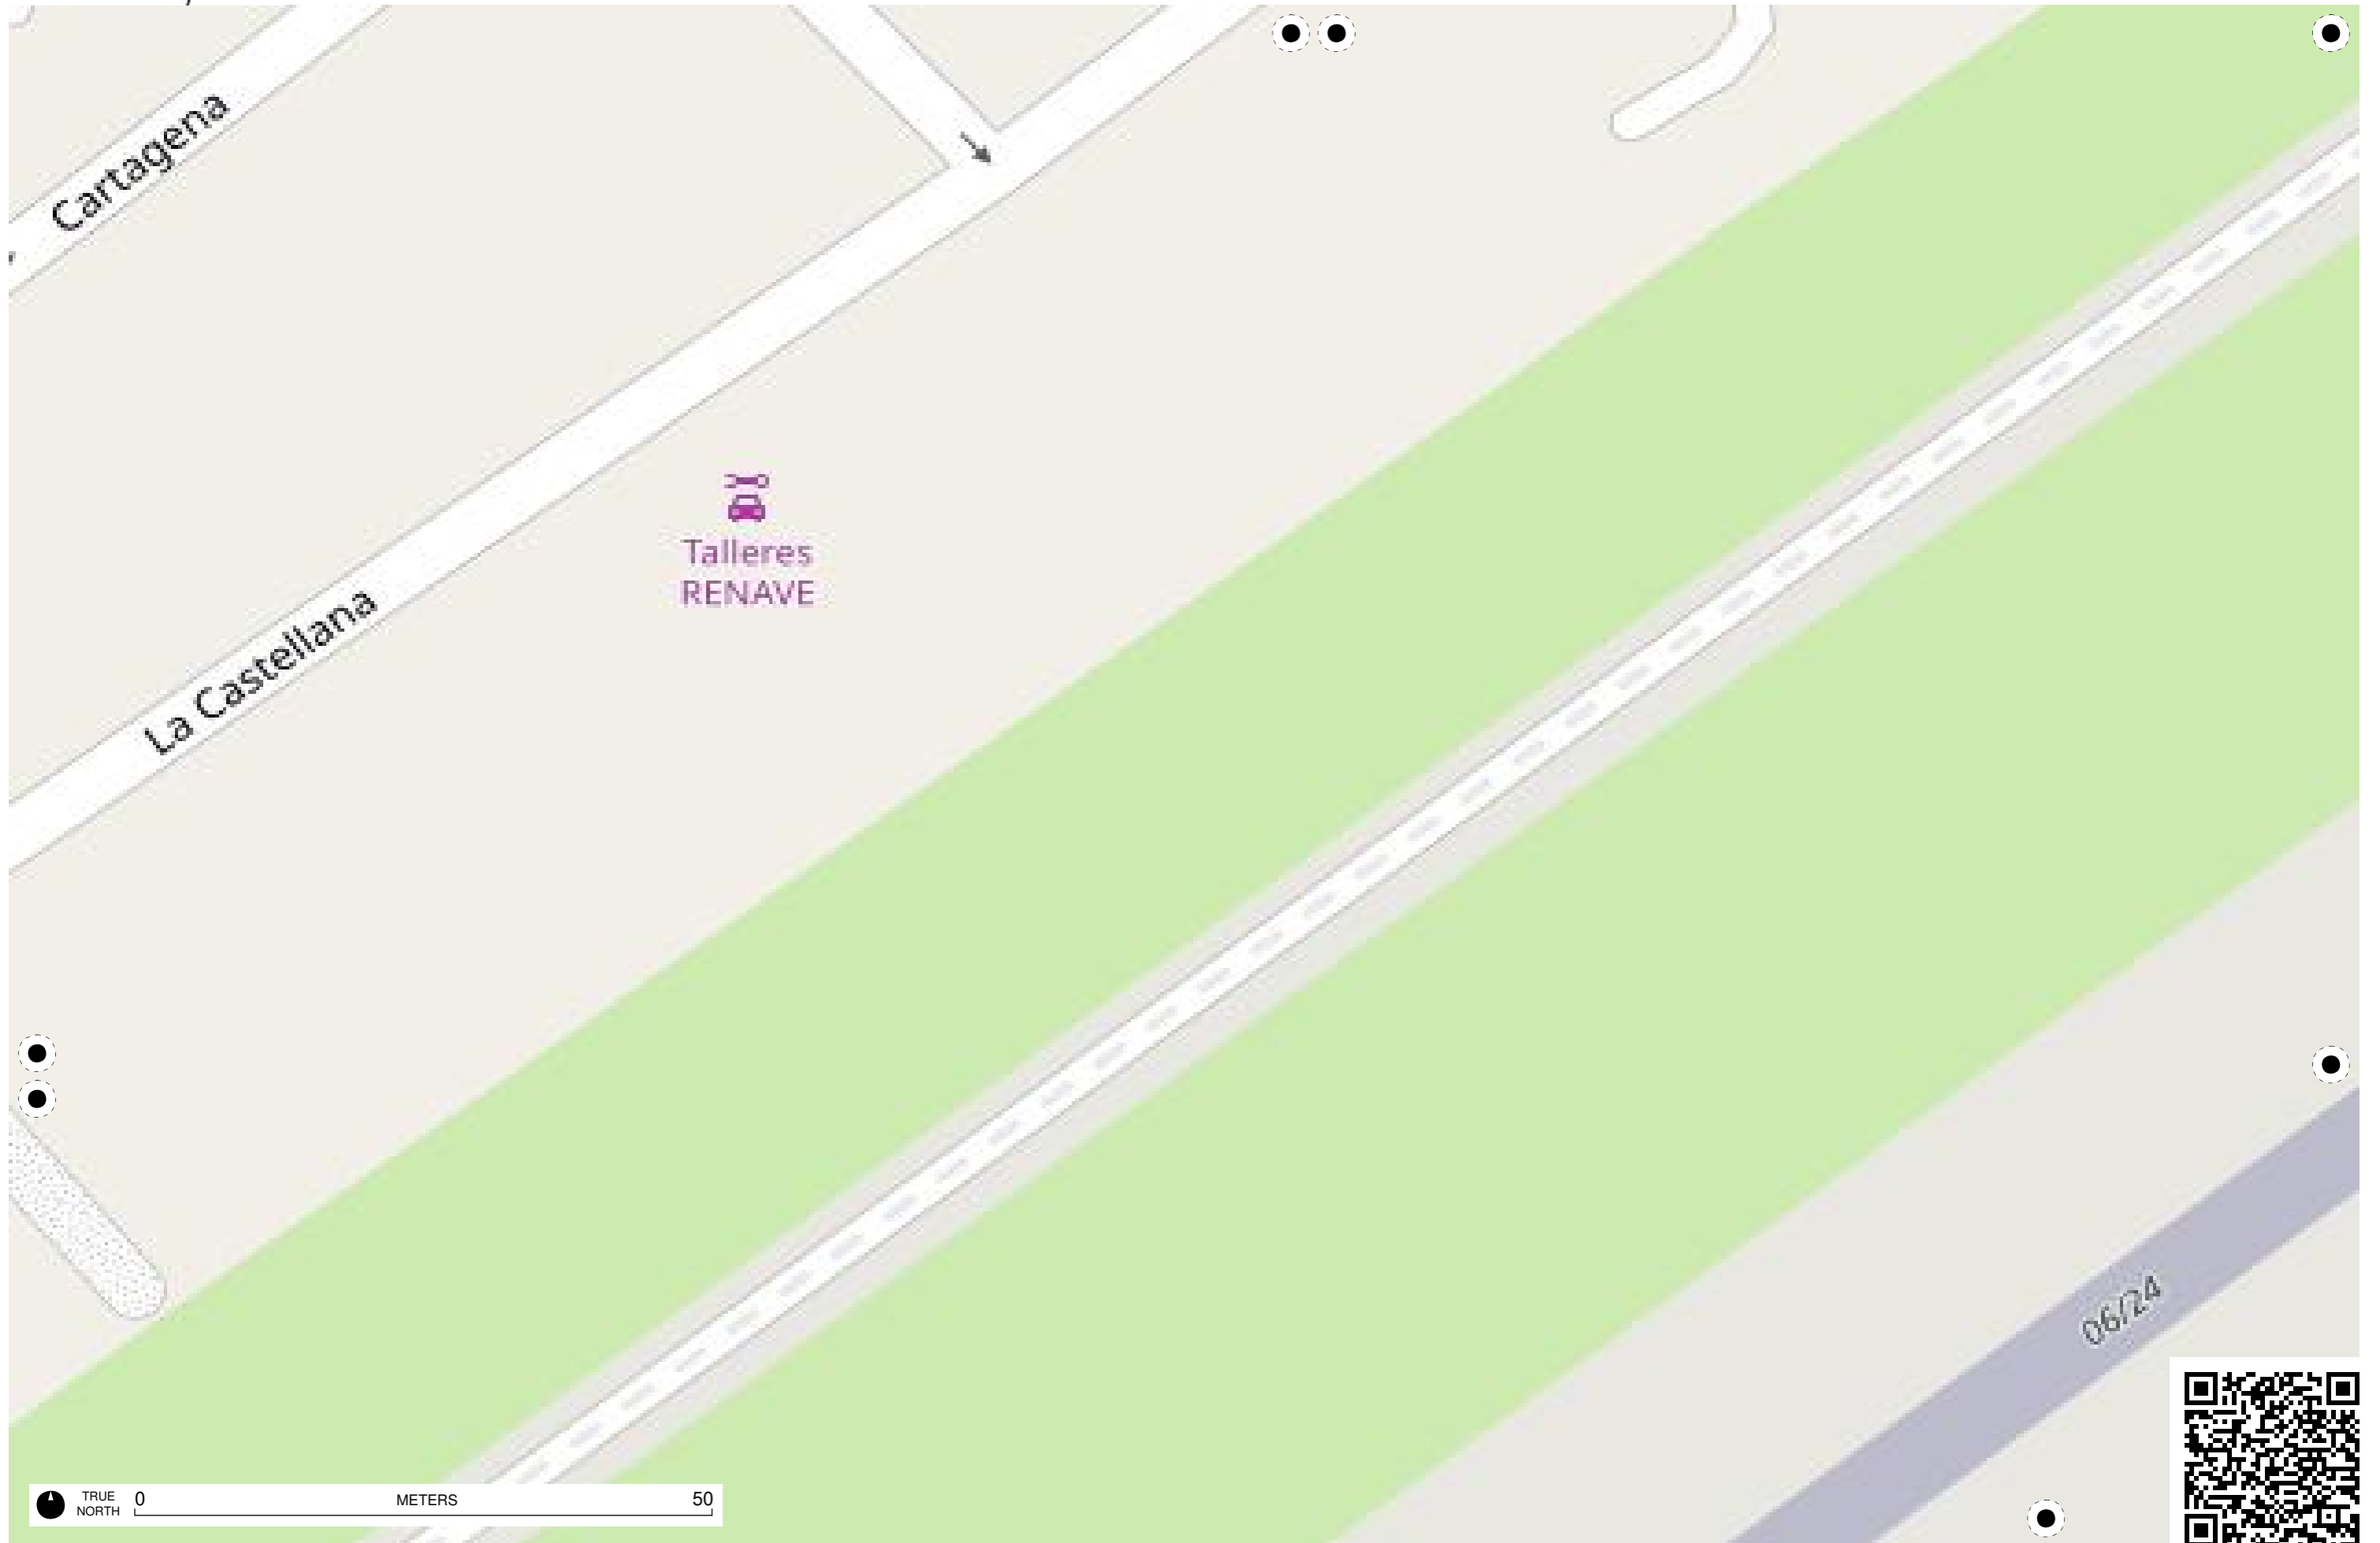 Cartagena
La Castellana
Talleres
RENAVE
06/24
TRUE
NORTH
0
METERS
50